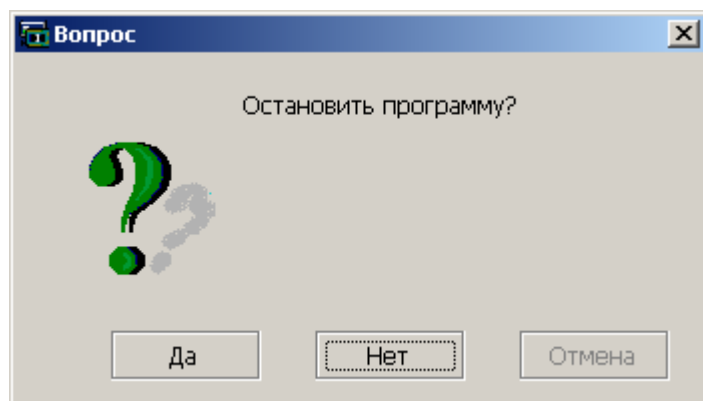 Вопрос
Остановить программу?
Да
Нет
Отмена